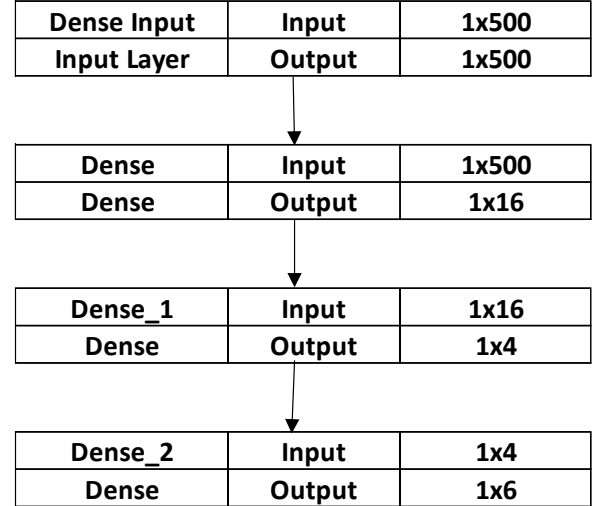 Dense Input Input 1x500
Input Layer Output 1x500
Dense Input 1x500
Dense Output 1x16
Dense_1 Input 1x16
Dense Output 1x4
Dense_2 Input 1x4
Dense Output 1x6